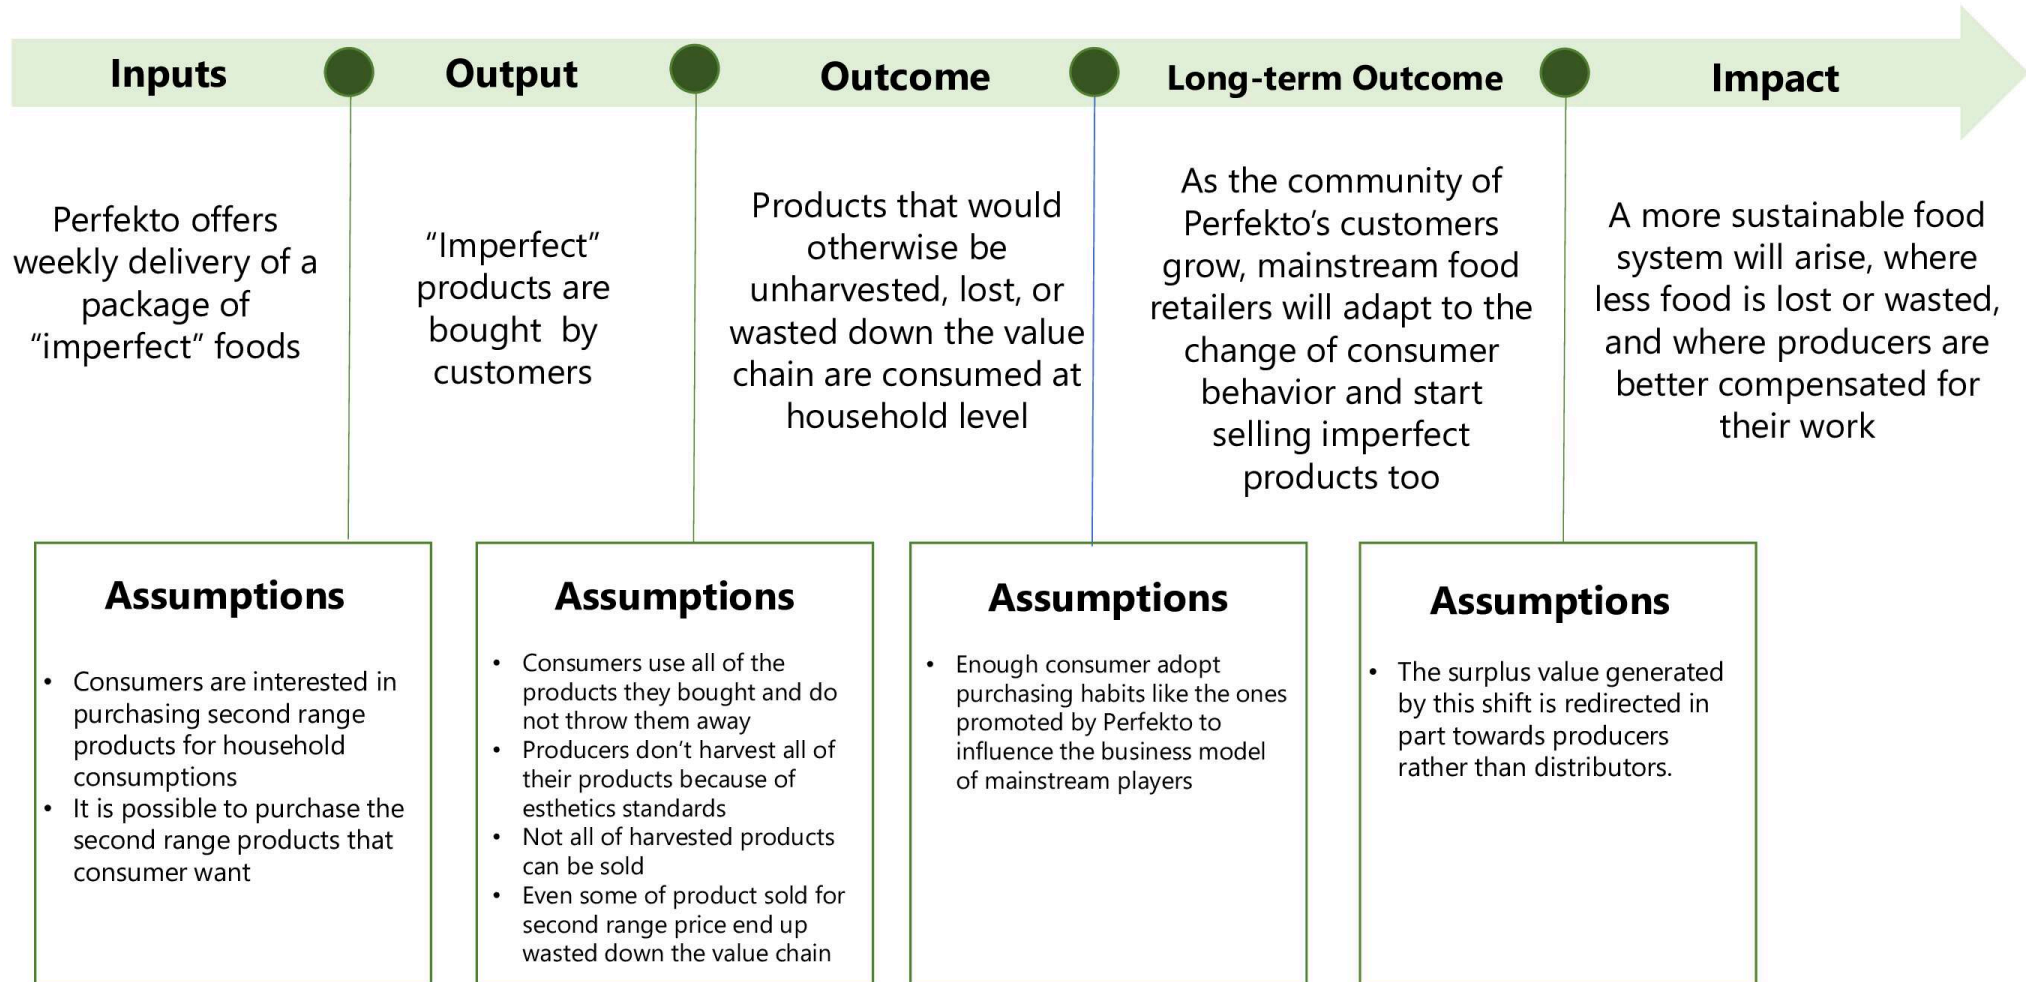 Inputs
Output
Outcome
Long-term Outcome
Impact
Perfekto offers
weekly delivery of a
package of
“imperfect” foods
“Imperfect”
products are
bought by
customers
Products that would
otherwise be
unharvested, lost, or
wasted down the value
chain are consumed at
household level
As the community of
Perfekto’s customers
grow, mainstream food
retailers will adapt to the
change of consumer
behavior and start
selling imperfect
products too
A more sustainable food
system will arise, where
less food is lost or wasted,
and where producers are
better compensated for
their work
Assumptions
• Consumers are interested in
purchasing second range
products for household
consumptions
• It is possible to purchase the
second range products that
consumer want
Assumptions
• Consumers use all of the
products they bought and do
not throw them away
• Producers don’t harvest all of
their products because of
esthetics standards
• Not all of harvested products
can be sold
• Even some of product sold for
second range price end up
wasted down the value chain
Assumptions
• Enough consumer adopt
purchasing habits like the ones
promoted by Perfekto to
influence the business model
of mainstream players
Assumptions
• The surplus value generated
by this shift is redirected in
part towards producers
rather than distributors.